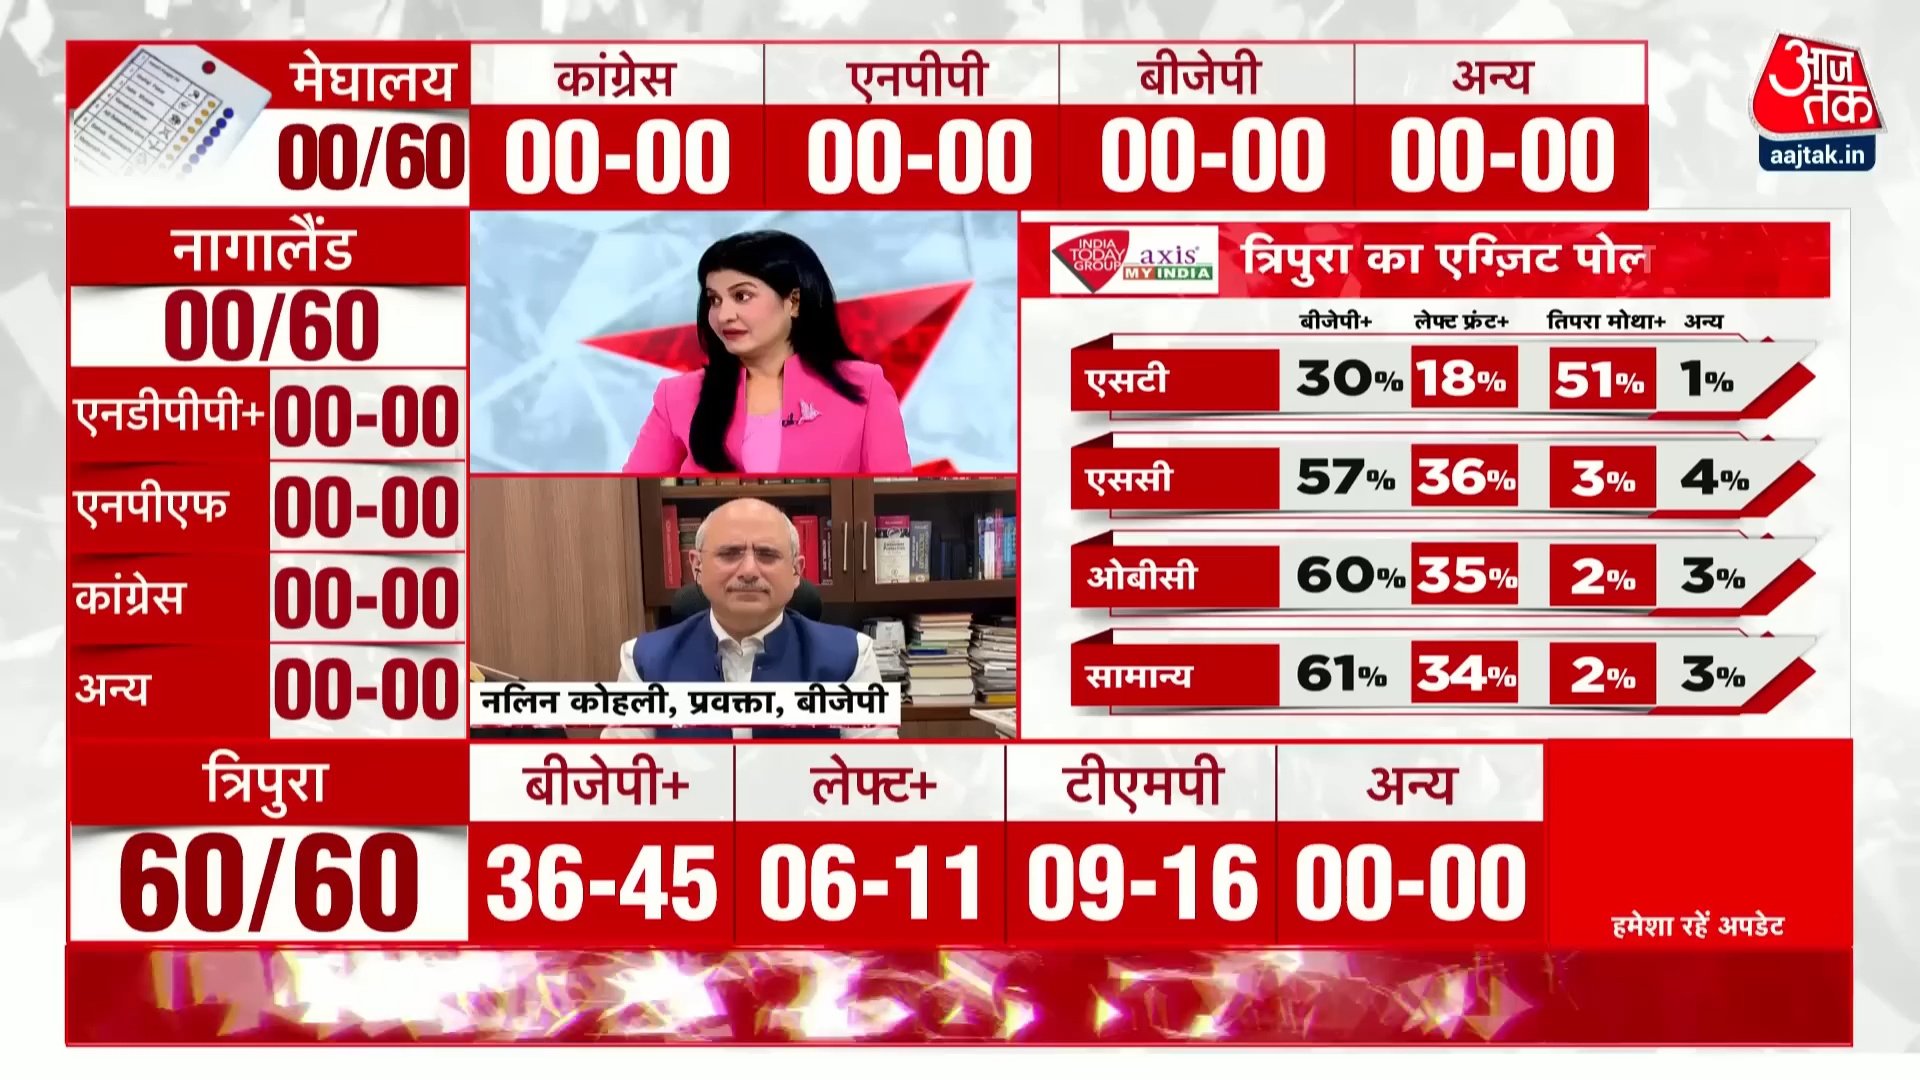 मेघालय
00/60
कांग्रेस एनपीपी बीजेपी अन्य
00-00 00-00 00-00 00-00
आज तक
aajtak.in
नागालैंड
00/60
एनडीपीपी+ 00-00
एनपीएफ 00-00
कांग्रेस 00-00
अन्य 00-00
नलिन कोहली, प्रवक्ता, बीजेपी
INDIA TODAY GROUP
axis MY INDIA
त्रिपुरा का एग्ज़िट पोल
बीजेपी+ लेफ्ट फ्रंट+ तिपरा मोथा+ अन्य
एसटी 30% 18% 51% 1%
एससी 57% 36% 3% 4%
ओबीसी 60% 35% 2% 3%
सामान्य 61% 34% 2% 3%
त्रिपुरा
60/60
बीजेपी+ लेफ्ट+ टीएमपी अन्य
36-45 06-11 09-16 00-00
हमेशा रहें अपडेट